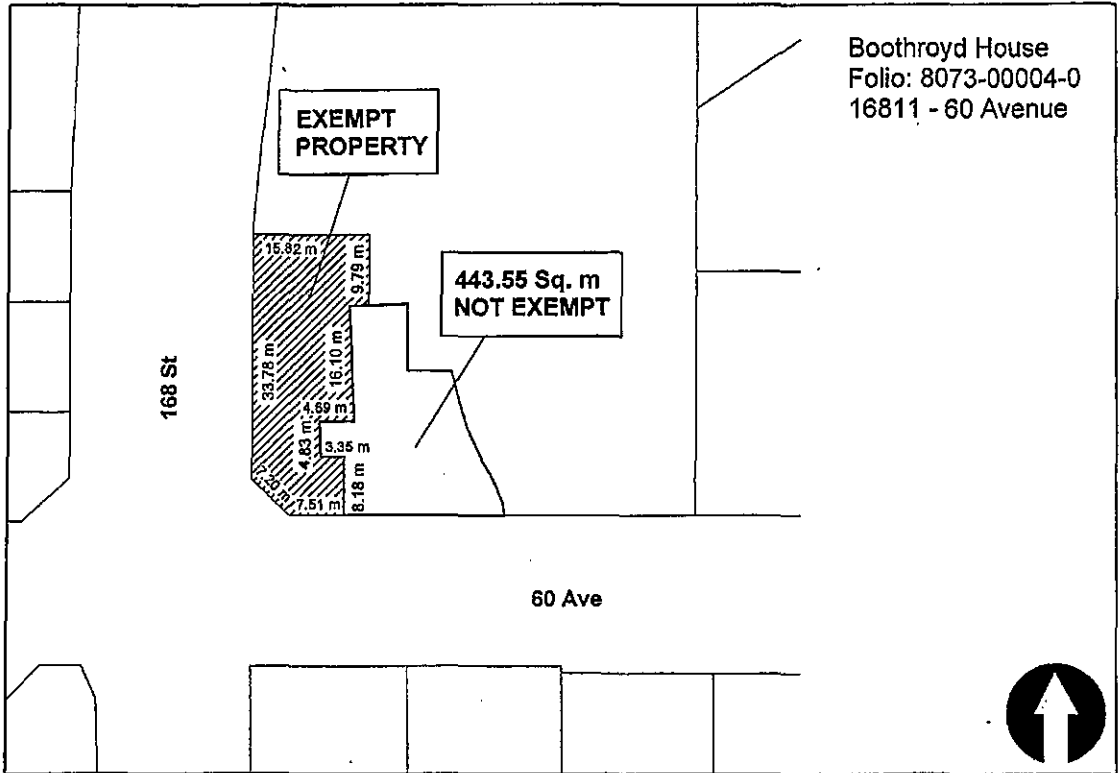 Boothroyd House
Folio: 8073-00004-0
16811 - 60 Avenue
EXEMPT
PROPERTY
15.82 m
9.79 m
443.55 Sq. m
NOT EXEMPT
168 St
33.78 m
16.10 m
4.69 m
4.83 m
3.35 m
7.20 m
7.51 m
8.18 m
60 Ave